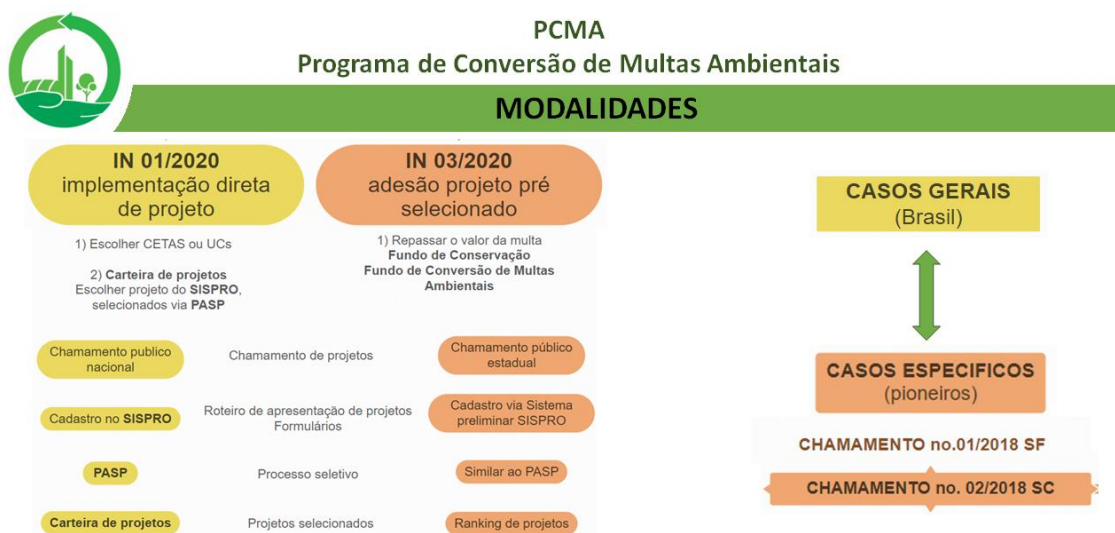 PCMA
Programa de Conversão de Multas Ambientais
MODALIDADES
IN 01/2020
implementação direta
de projeto
IN 03/2020
adesão projeto pré
selecionado
1) Escolher CETAS ou UCs
2) Carteira de projetos
Escolher projeto do SISPRO,
selecionados via PASP
1) Repassar o valor da multa
Fundo de Conservação
Fundo de Conversão de Multas
Ambientais
Chamamento publico
nacional
Chamamento de projetos
Chamamento público
estadual
Cadastro no SISPRO
Roteiro de apresentação de projetos
Formulários
Cadastro via Sistema
preliminar SISPRO
PASP
Processo seletivo
Similar ao PASP
Carteira de projetos
Projetos selecionados
Ranking de projetos
CASOS GERAIS
(Brasil)
CASOS ESPECIFICOS
(pioneiros)
CHAMAMENTO no.01/2018 SF
CHAMAMENTO no. 02/2018 SC